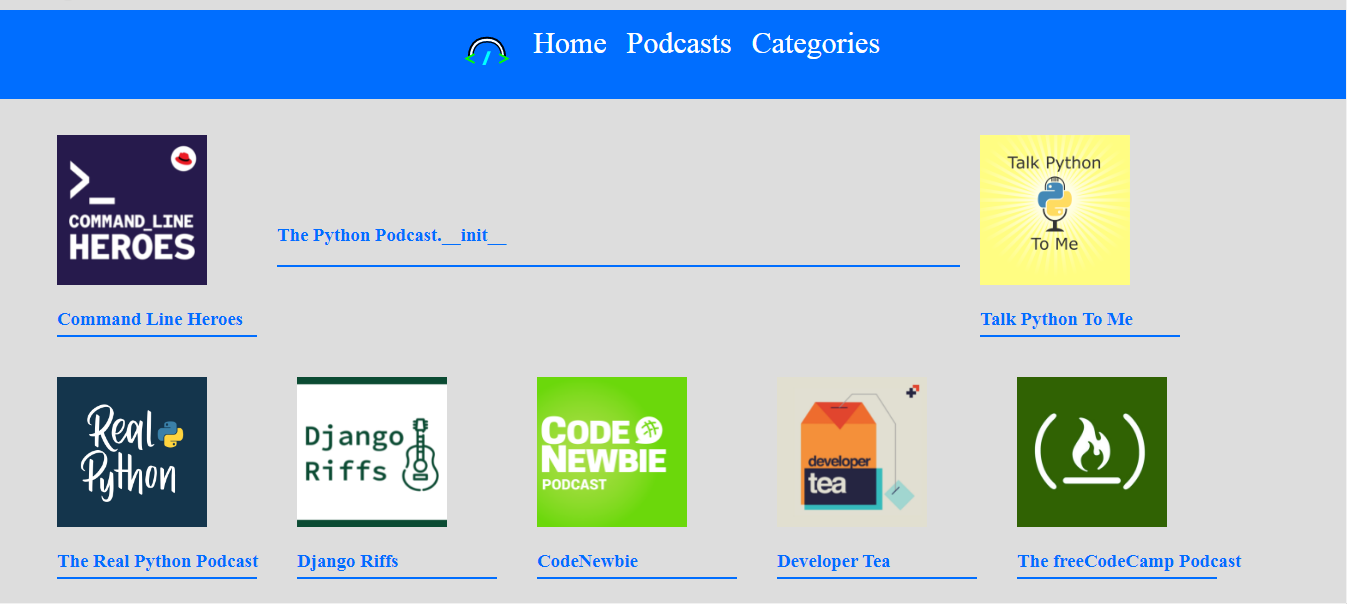 Home Podcasts Categories
>_
COMMAND_LINE
HEROES
Command Line Heroes
The Python Podcast.__init__
Talk Python
To Me
Talk Python To Me
Real
Python
The Real Python Podcast
Django
Riffs
Django Riffs
CODE
NEWBIE
PODCAST
CodeNewbie
developer
tea
Developer Tea
The freeCodeCamp Podcast